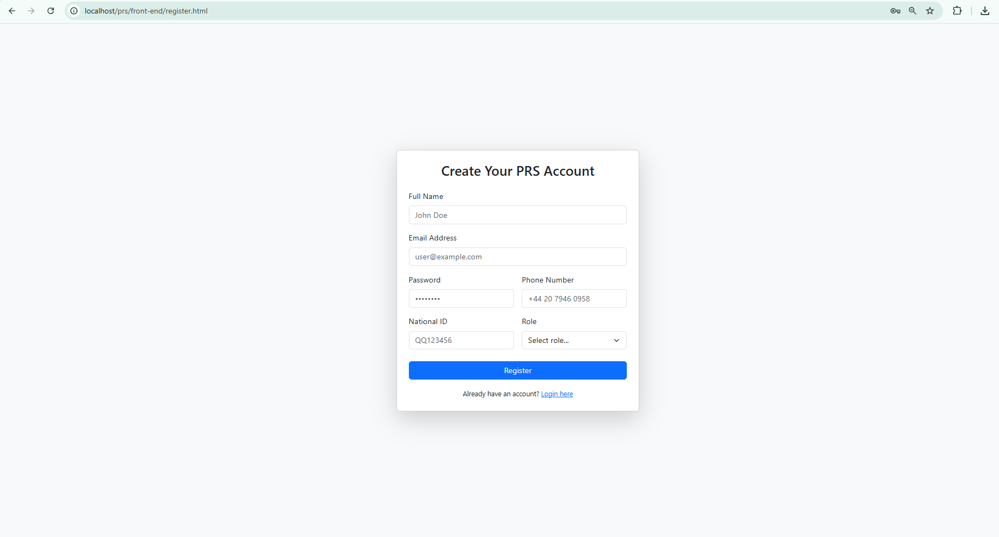 localhost/prs/front-end/register.html
Create Your PRS Account
Full Name
John Doe
Email Address
user@example.com
Password Phone Number
•••••••• +44 20 7946 0958
National ID Role
QQ123456 Select role...
Register
Already have an account? Login here